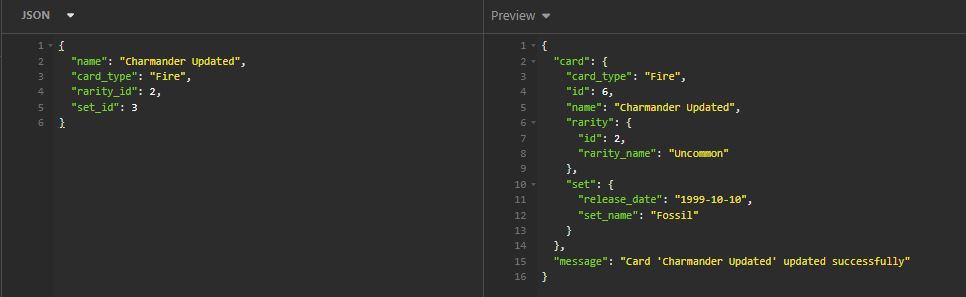 JSON
1 {
2 "name": "Charmander Updated",
3 "card_type": "Fire",
4 "rarity_id": 2,
5 "set_id": 3
6 }
Preview
1 {
2 "card": {
3 "card_type": "Fire",
4 "id": 6,
5 "name": "Charmander Updated",
6 "rarity": {
7 "id": 2,
8 "rarity_name": "Uncommon"
9 },
10 "set": {
11 "release_date": "1999-10-10",
12 "set_name": "Fossil"
13 }
14 },
15 "message": "Card 'Charmander Updated' updated successfully"
16 }